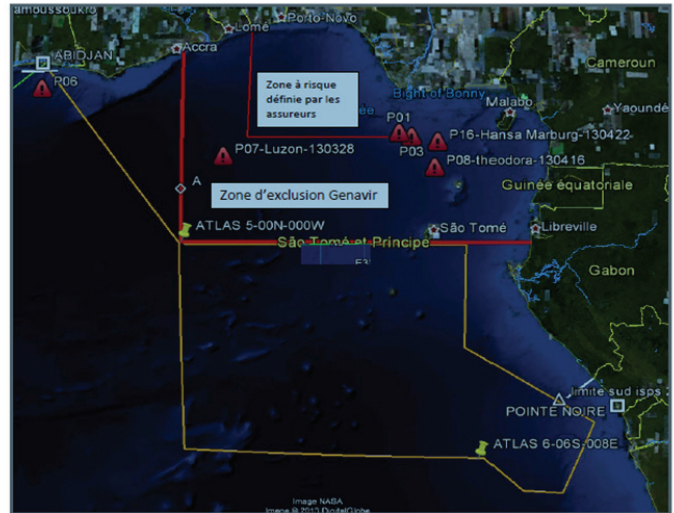 amoussoukro
Lomé
Porto-Novo
ABIDJAN
Accra
Cameroun
P06
Zone à risque
définie par les
assureurs
Bight of Bonny
Malabo
Yaoundé
P01
P03
P16-Hansa Marburg-130422
P07-Luzon-130328
P08-theodora-130416
A
Zone d'exclusion Genavir
Guinée équatoriale
ATLAS 5-00N-000W
São Tomé
Libreville
São Tomé et Príncipe
Gabon
limite sud isps 2
POINTE NOIRE
ATLAS 6-06S-008E
Image NASA
Image © 2013 DigitalGlobe